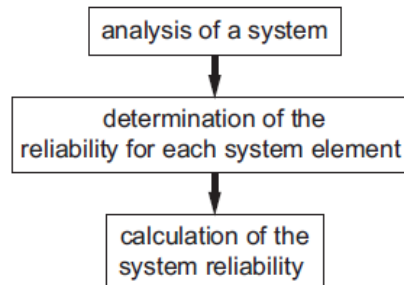 analysis of a system
determination of the
reliability for each system element
calculation of the
system reliability